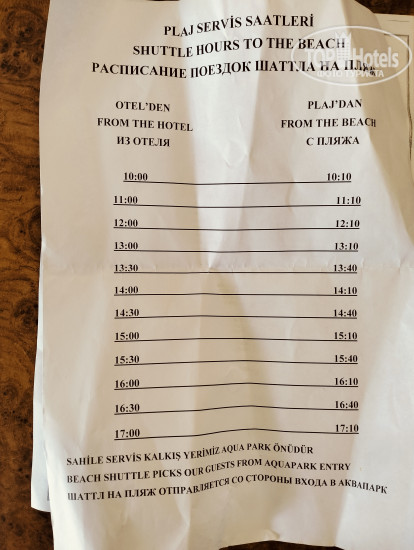 PLAJ SERVİS SAATLERİ
SHUTTLE HOURS TO THE BEACH
РАСПИСАНИЕ ПОЕЗДОК ШАТТЛА НА ПЛЯЖ
OTEL'DEN PLAJ'DAN
FROM THE HOTEL FROM THE BEACH
ИЗ ОТЕЛЯ С ПЛЯЖА
10:00 10:10
11:00 11:10
12:00 12:10
13:00 13:10
13:30 13:40
14:00 14:10
14:30 14:40
15:00 15:10
15:30 15:40
16:00 16:10
16:30 16:40
17:00 17:10
SAHİLE SERVİS KALKIŞ YERİMİZ AQUA PARK ÖNÜDÜR
BEACH SHUTTLE PICKS OUR GUESTS FROM AQUAPARK ENTRY
ШАТТЛ НА ПЛЯЖ ОТПРАВЛЯЕТСЯ СО СТОРОНЫ ВХОДА В АКВАПАРК
TopHotels
ФОТО ТУРИСТА